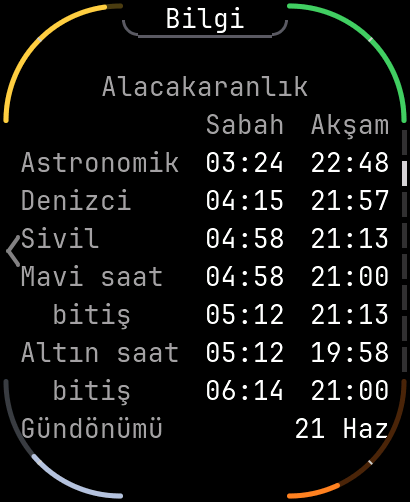 Bilgi
Alacakaranlık
Sabah Akşam
Astronomik 03:24 22:48
Denizci 04:15 21:57
Sivil 04:58 21:13
Mavi saat 04:58 21:00
bitiş 05:12 21:13
Altın saat 05:12 19:58
bitiş 06:14 21:00
Gündönümü 21 Haz